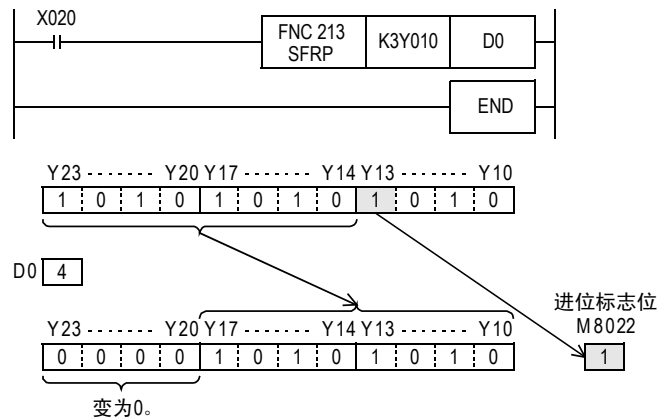 X020
FNC 213
SFRP
K3Y010
D0
END
Y23 - - - - - - - Y20 Y17 - - - - - - - Y14 Y13 - - - - - - - Y10
1 0 1 0 1 0 1 0 1 0 1 0
D0 4
进位标志位
M8022
Y23 - - - - - - - Y20 Y17 - - - - - - - Y14 Y13 - - - - - - - Y10
0 0 0 0 1 0 1 0 1 0 1 0
1
变为0。